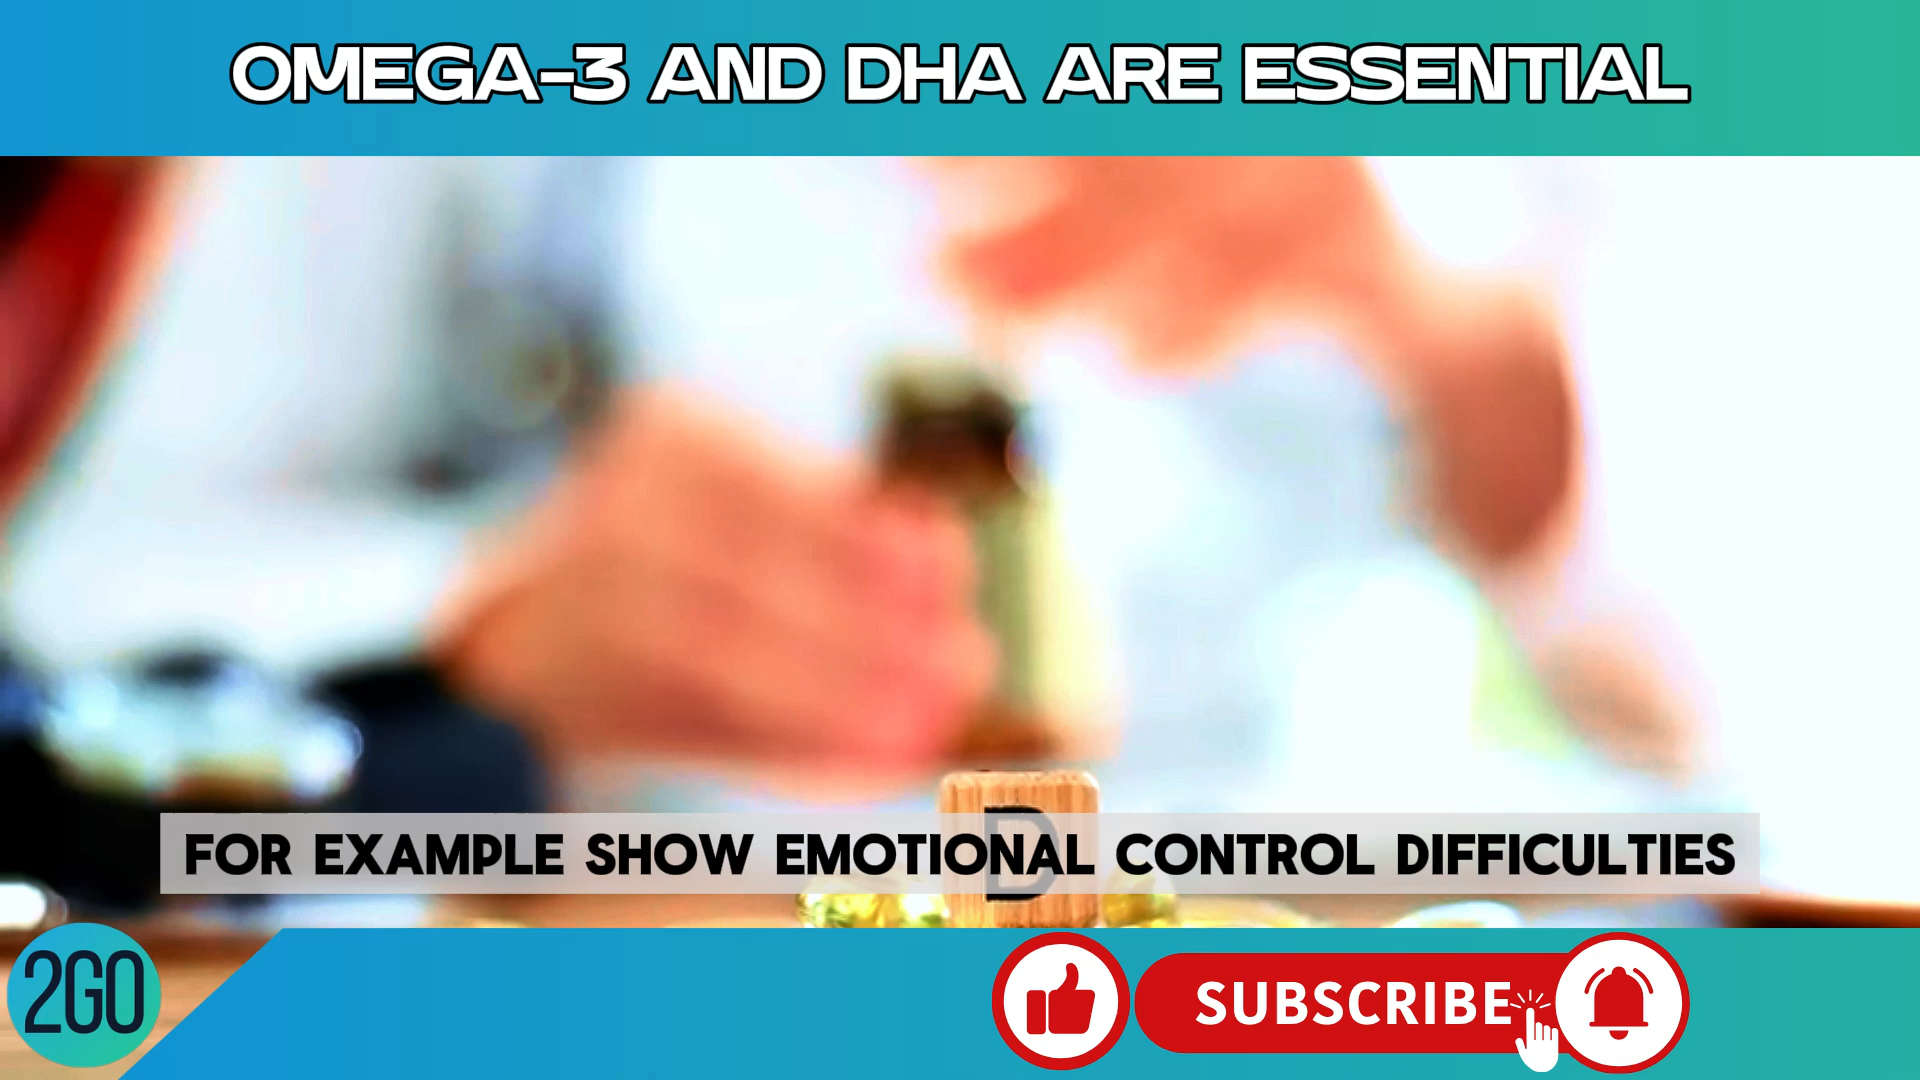 OMEGA-3 AND DHA ARE ESSENTIAL
D
FOR EXAMPLE SHOW EMOTIONAL CONTROL DIFFICULTIES
2GO
SUBSCRIBE